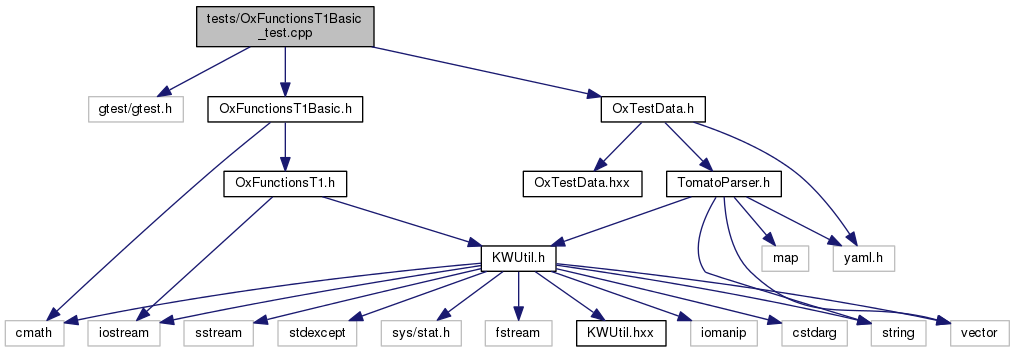 tests/OxFunctionsT1Basic
_test.cpp
gtest/gtest.h
OxFunctionsT1Basic.h
OxTestData.h
OxFunctionsT1.h
OxTestData.hxx
TomatoParser.h
KWUtil.h
map
yaml.h
cmath
iostream
sstream
stdexcept
sys/stat.h
fstream
KWUtil.hxx
iomanip
cstdarg
string
vector